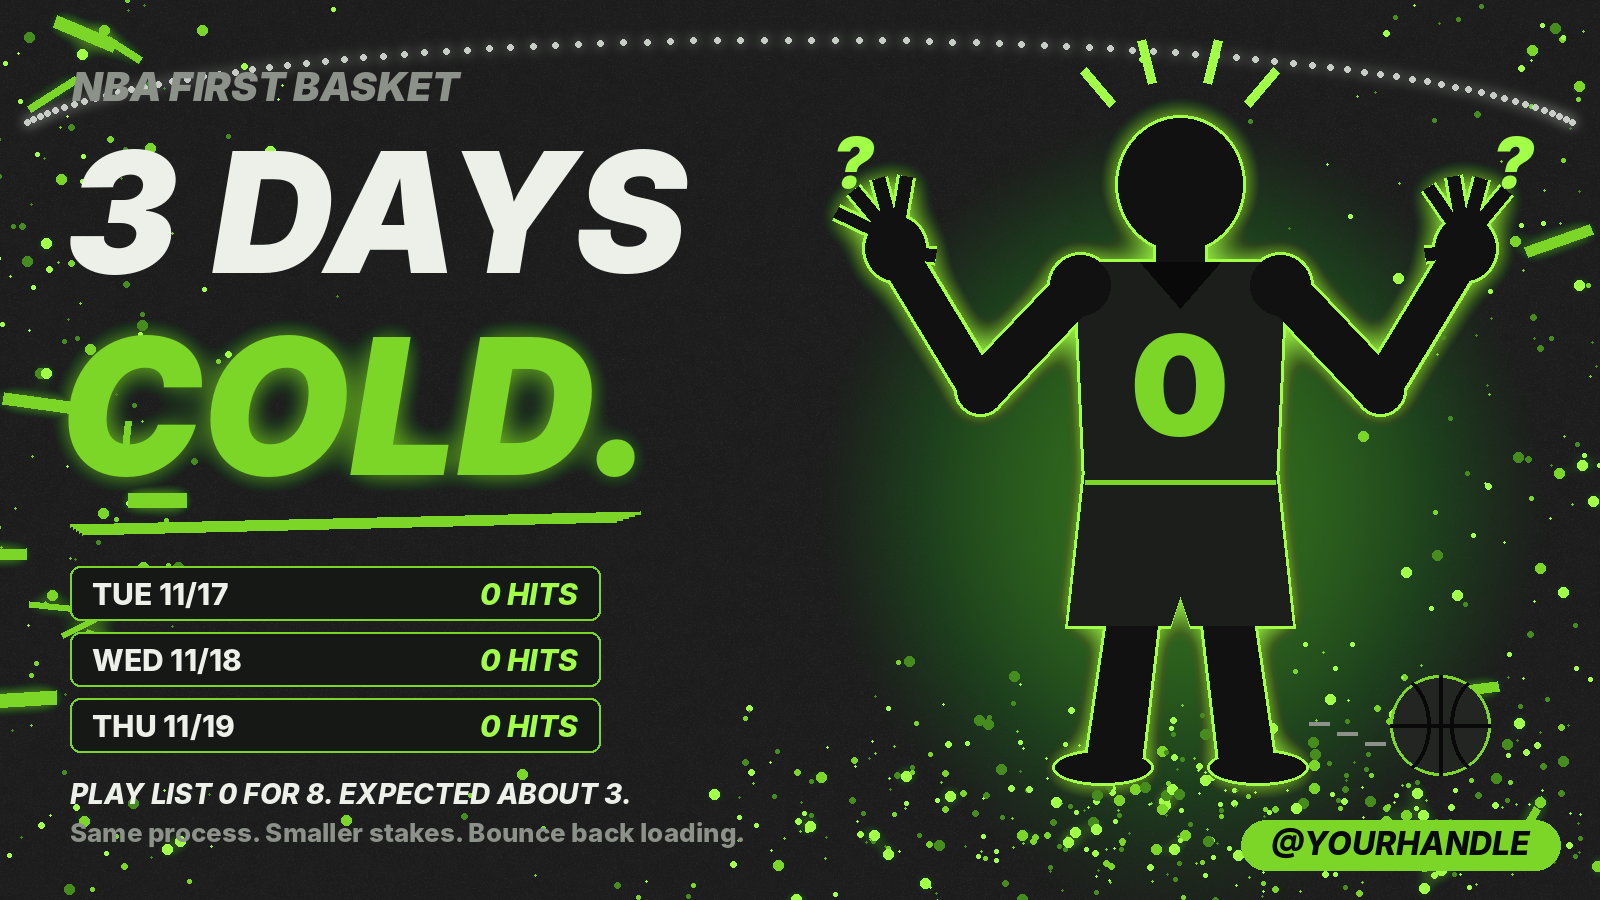 NBA FIRST BASKET
3 DAYS
COLD.
TUE 11/17 0 HITS
WED 11/18 0 HITS
THU 11/19 0 HITS
PLAY LIST 0 FOR 8. EXPECTED ABOUT 3.
Same process. Smaller stakes. Bounce back loading.
? ?
0
@YOURHANDLE